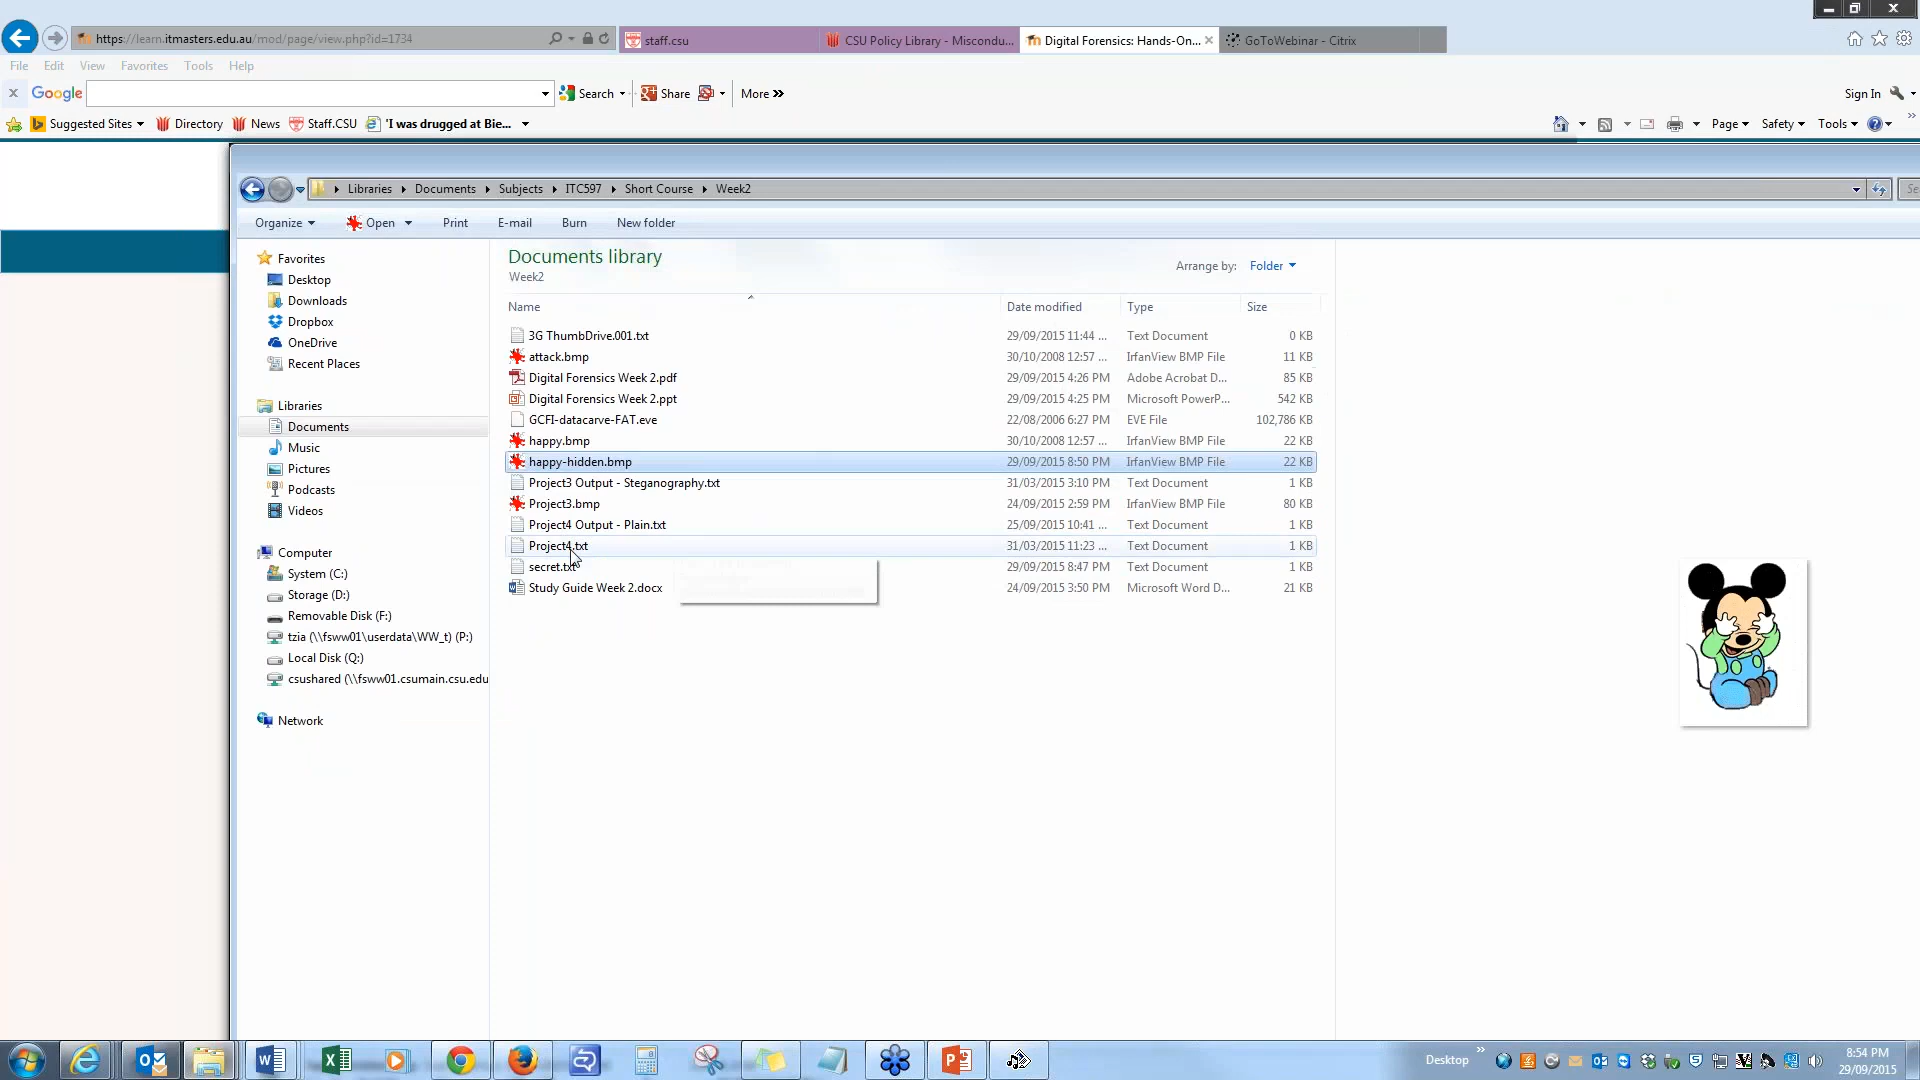 https://learn.itmasters.edu.au/mod/page/view.php?id=1734
staff.csu
CSU Policy Library - Miscondu...
Digital Forensics: Hands-On...
GoToWebinar - Citrix
File Edit View Favorites Tools Help
x Google Search Share More »
Sign In
Suggested Sites Directory News Staff.CSU 'I was drugged at Bie...
Page Safety Tools
Libraries Documents Subjects ITC597 Short Course Week2
Organize Open Print E-mail Burn New folder
Favorites
Desktop
Downloads
Dropbox
OneDrive
Recent Places
Libraries
Documents
Music
Pictures
Podcasts
Videos
Computer
System (C:)
Storage (D:)
Removable Disk (F:)
tzia (\\fsww01\userdata\WW_t) (P:)
Local Disk (Q:)
csushared (\\fsww01.csumain.csu.edu
Network
Documents library
Week2
Arrange by: Folder
Name Date modified Type Size
3G ThumbDrive.001.txt 29/09/2015 11:44 ... Text Document 0 KB
attack.bmp 30/10/2008 12:57 ... IrfanView BMP File 11 KB
Digital Forensics Week 2.pdf 29/09/2015 4:26 PM Adobe Acrobat D... 85 KB
Digital Forensics Week 2.ppt 29/09/2015 4:25 PM Microsoft PowerP... 542 KB
GCFI-datacarve-FAT.eve 22/08/2006 6:27 PM EVE File 102,786 KB
happy.bmp 30/10/2008 12:57 ... IrfanView BMP File 22 KB
happy-hidden.bmp 29/09/2015 8:50 PM IrfanView BMP File 22 KB
Project3 Output - Steganography.txt 31/03/2015 3:10 PM Text Document 1 KB
Project3.bmp 24/09/2015 2:59 PM IrfanView BMP File 80 KB
Project4 Output - Plain.txt 25/09/2015 10:41 ... Text Document 1 KB
Project4.txt 31/03/2015 11:23 ... Text Document 1 KB
secret.txt 29/09/2015 8:47 PM Text Document 1 KB
Study Guide Week 2.docx 24/09/2015 3:50 PM Microsoft Word D... 21 KB
Desktop »
8:54 PM
29/09/2015